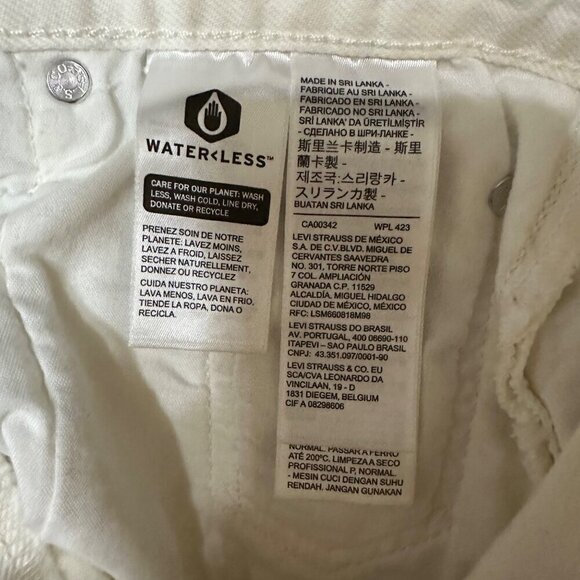 WATER<LESS™
CARE FOR OUR PLANET: WASH
LESS, WASH COLD, LINE DRY,
DONATE OR RECYCLE
PRENEZ SOIN DE NOTRE
PLANETE: LAVEZ MOINS,
LAVEZ A FROID, LAISSEZ
SECHER NATURELLEMENT,
DONNEZ OU RECYCLEZ
CUIDA NUESTRO PLANETA:
LAVA MENOS, LAVA EN FRIO,
TIENDE LA ROPA, DONA O
RECICLA.
MADE IN SRI LANKA -
FABRIQUE AU SRI LANKA -
FABRICADO EN SRI LANKA -
FABRICADO NO SRI LANKA -
SRİ LANKA' DA ÜRETİLMİŞTİR
- СДЕЛАНО В ШРИ-ЛАНКЕ -
斯里兰卡制造 - 斯里
蘭卡製 -
제조국:스리랑카 -
スリランカ製 -
BUATAN SRI LANKA
CA00342 WPL 423
LEVI STRAUSS DE MÉXICO
S.A. DE C.V.BLVD. MIGUEL DE
CERVANTES SAAVEDRA
NO. 301, TORRE NORTE PISO
7 COL. AMPLIACIÓN
GRANADA C.P. 11529
ALCALDÍA. MIGUEL HIDALGO
CIUDAD DE MÉXICO, MÉXICO
RFC: LSM660818M98
LEVI STRAUSS DO BRASIL
AV. PORTUGAL, 400 06690-110
ITAPEVI – SAO PAULO BRASIL
CNPJ: 43.351.097/0001-90
LEVI STRAUSS & CO. EU
SCA/CVA LEONARDO DA
VINCILAAN, 19 - D
1831 DIEGEM, BELGIUM
CIF A 08298606
NORMAL. PASSAR A FERRO
ATÉ 200°C. LIMPEZA A SECO
PROFISSIONAL P, NORMAL.
- MESIN CUCI DENGAN SUHU
RENDAH. JANGAN GUNAKAN